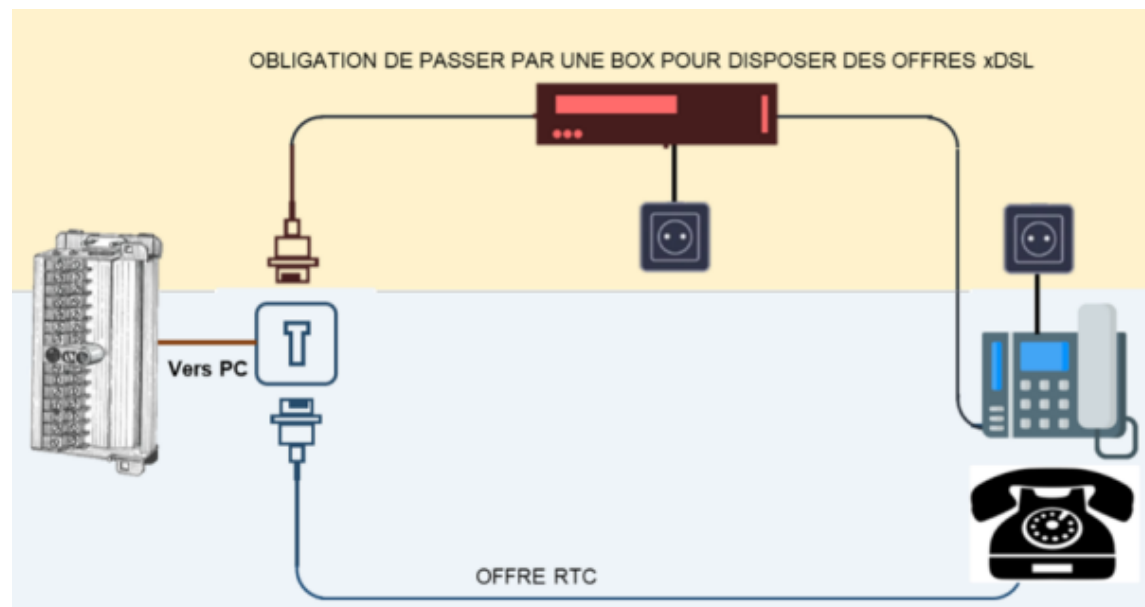 OBLIGATION DE PASSER PAR UNE BOX POUR DISPOSER DES OFFRES xDSL
Vers PC
OFFRE RTC